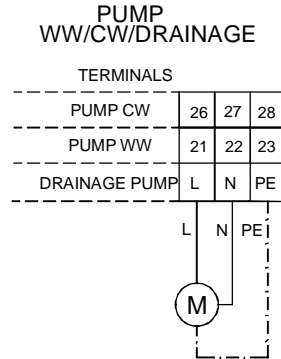 PUMP
WW/CW/DRAINAGE
TERMINALS
PUMP CW 26 27 28
PUMP WW 21 22 23
DRAINAGE PUMP L N PE
L N PE
M